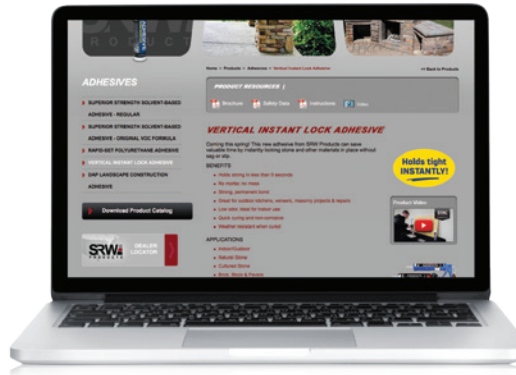 SRW
PRODUCT
Home > Products > Adhesives > Vertical Instant Lock Adhesive
<< Back to Products
ADHESIVES
SUPERIOR STRENGTH SOLVENT-BASED
ADHESIVE - REGULAR
SUPERIOR STRENGTH SOLVENT-BASED
ADHESIVE - ORIGINAL VOC FORMULA
RAPID-SET POLYURETHANE ADHESIVE
VERTICAL INSTANT LOCK ADHESIVE
DAP LANDSCAPE CONSTRUCTION
ADHESIVE
Download Product Catalog
SRW
PRODUCTS
DEALER
LOCATOR
PRODUCT RESOURCES |
Brochure
Safety Data
Instructions
Video
VERTICAL INSTANT LOCK ADHESIVE
Coming this spring! This new adhesive from SRW Products can save
valuable time by instantly locking stone and other materials in place without
sag or slip.
BENEFITS
Holds strong in less than 5 seconds
No mortar, no mess
Strong, permanent bond
Great for outdoor kitchens, veneers, masonry projects & repairs
Low odor, ideal for indoor use
Quick curing and non-corrosive
Weather resistant when cured
APPLICATIONS
Indoor/Outdoor
Natural Stone
Cultured Stone
Brick, Block & Pavers
Holds tight
INSTANTLY!
Product Video